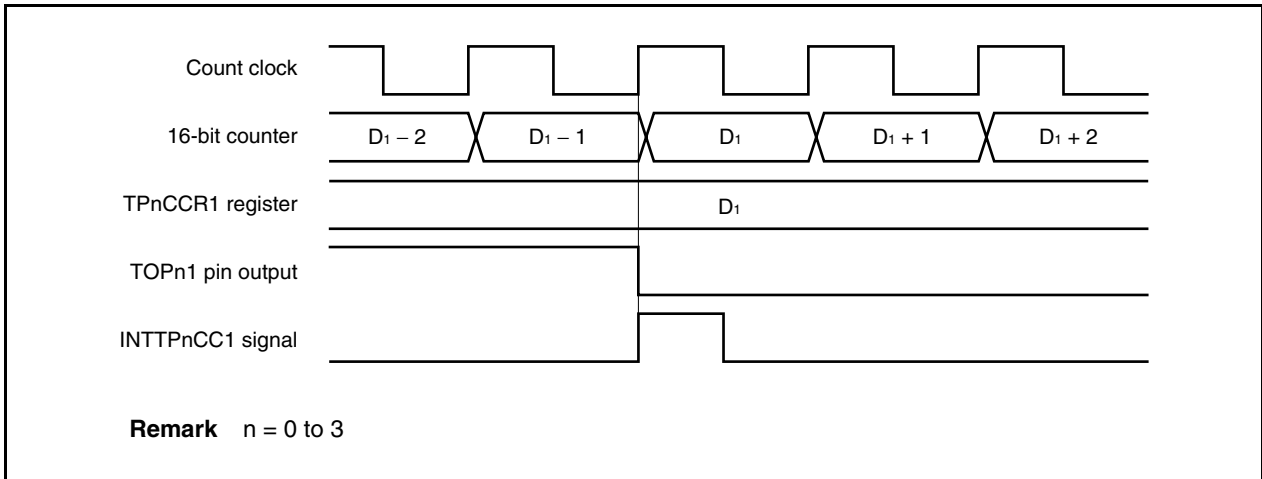 Count clock
16-bit counter D₁ − 2 D₁ − 1 D₁ D₁ + 1 D₁ + 2
TPnCCR1 register D₁
TOPn1 pin output
INTTPnCC1 signal
Remark n = 0 to 3